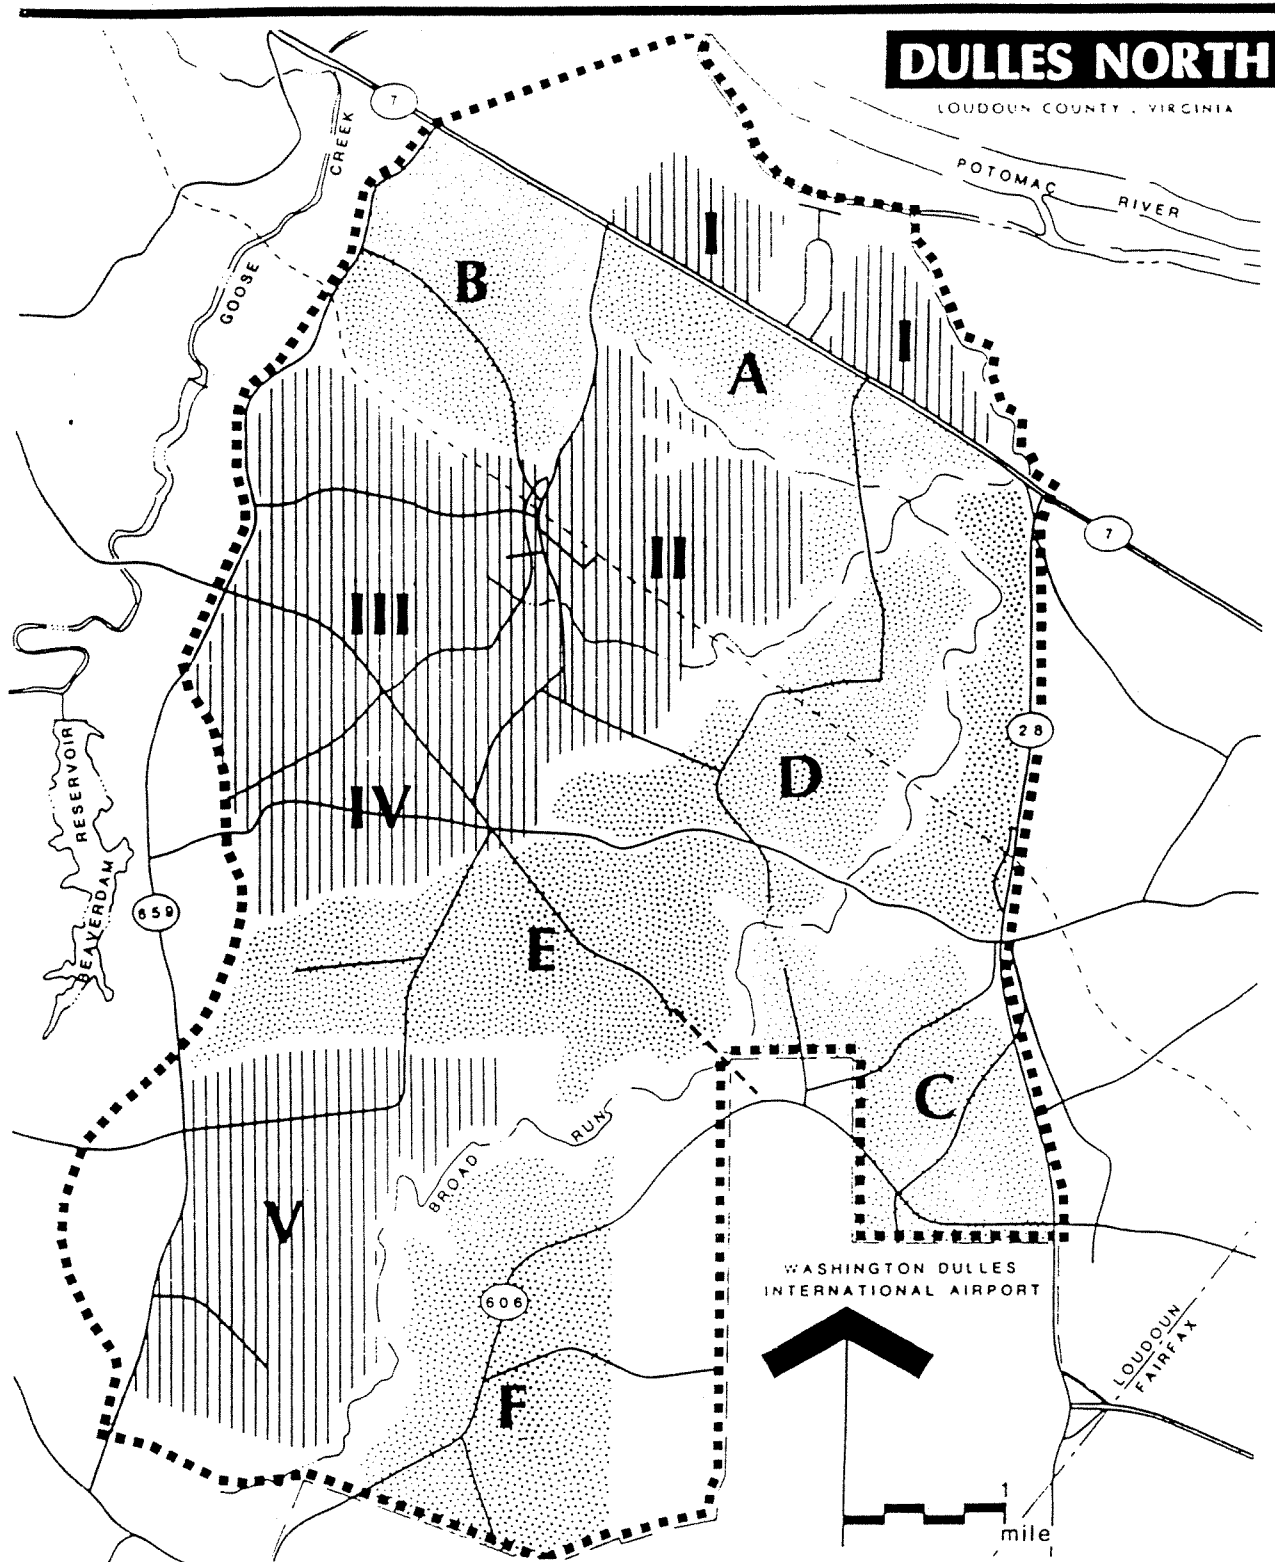 DULLES NORTH
LOUDOUN COUNTY , VIRGINIA
7
CREEK
POTOMAC
RIVER
I
B
GOOSE
I
A
7
II
III
28
RESERVOIR
D
IV
BEAVERDAM
659
E
C
RUN
BROAD
V
WASHINGTON DULLES
INTERNATIONAL AIRPORT
606
LOUDOUN
FAIRFAX
F
1
mile